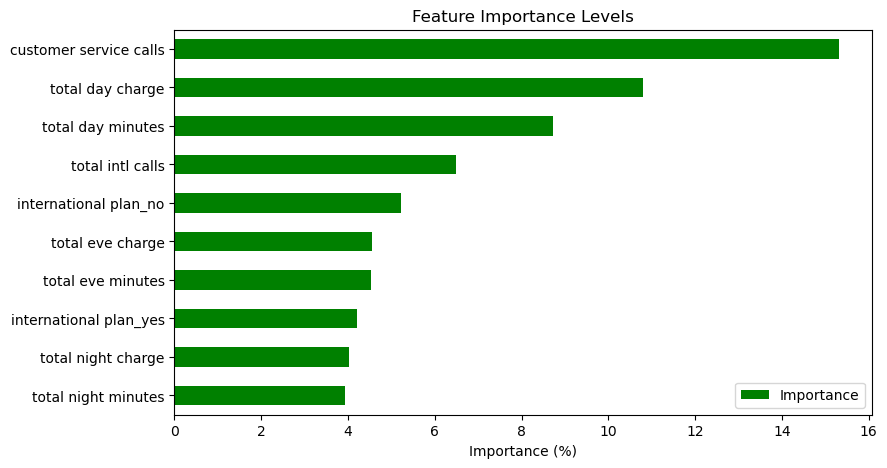 Feature Importance Levels
customer service calls
total day charge
total day minutes
total intl calls
international plan_no
total eve charge
total eve minutes
international plan_yes
total night charge
total night minutes
Importance
0 2 4 6 8 10 12 14 16
Importance (%)